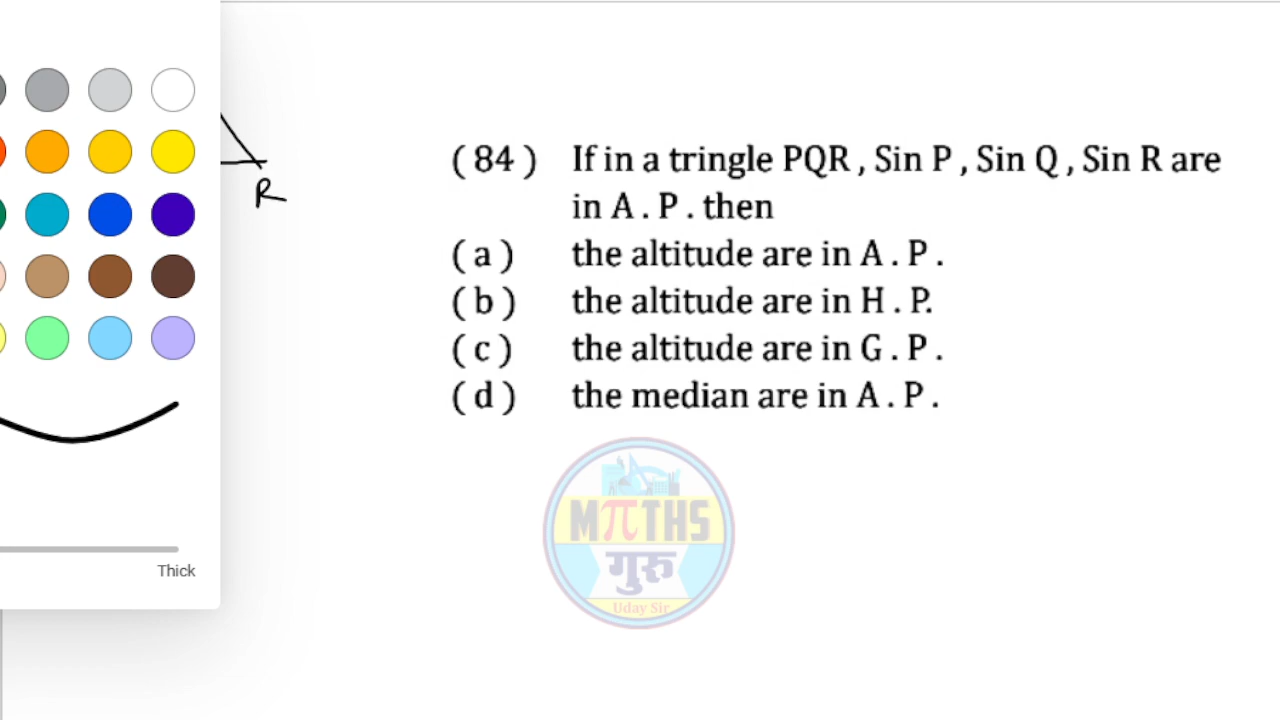 R
( 84 ) If in a tringle PQR , Sin P , Sin Q , Sin R are
in A . P . then
( a ) the altitude are in A . P .
( b ) the altitude are in H . P.
( c ) the altitude are in G . P .
( d ) the median are in A . P .
MπTHS
गुरु
Uday Sir
Thick